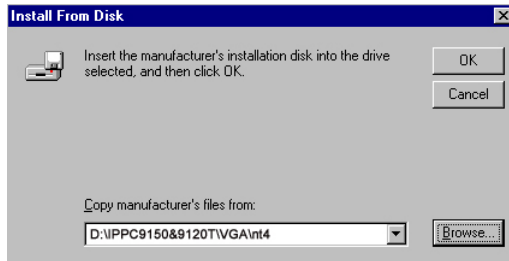 Install From Disk
Insert the manufacturer's installation disk into the drive
selected, and then click OK.
OK
Cancel
Copy manufacturer's files from:
D:\IPPC9150&9120T\VGA\nt4
Browse...